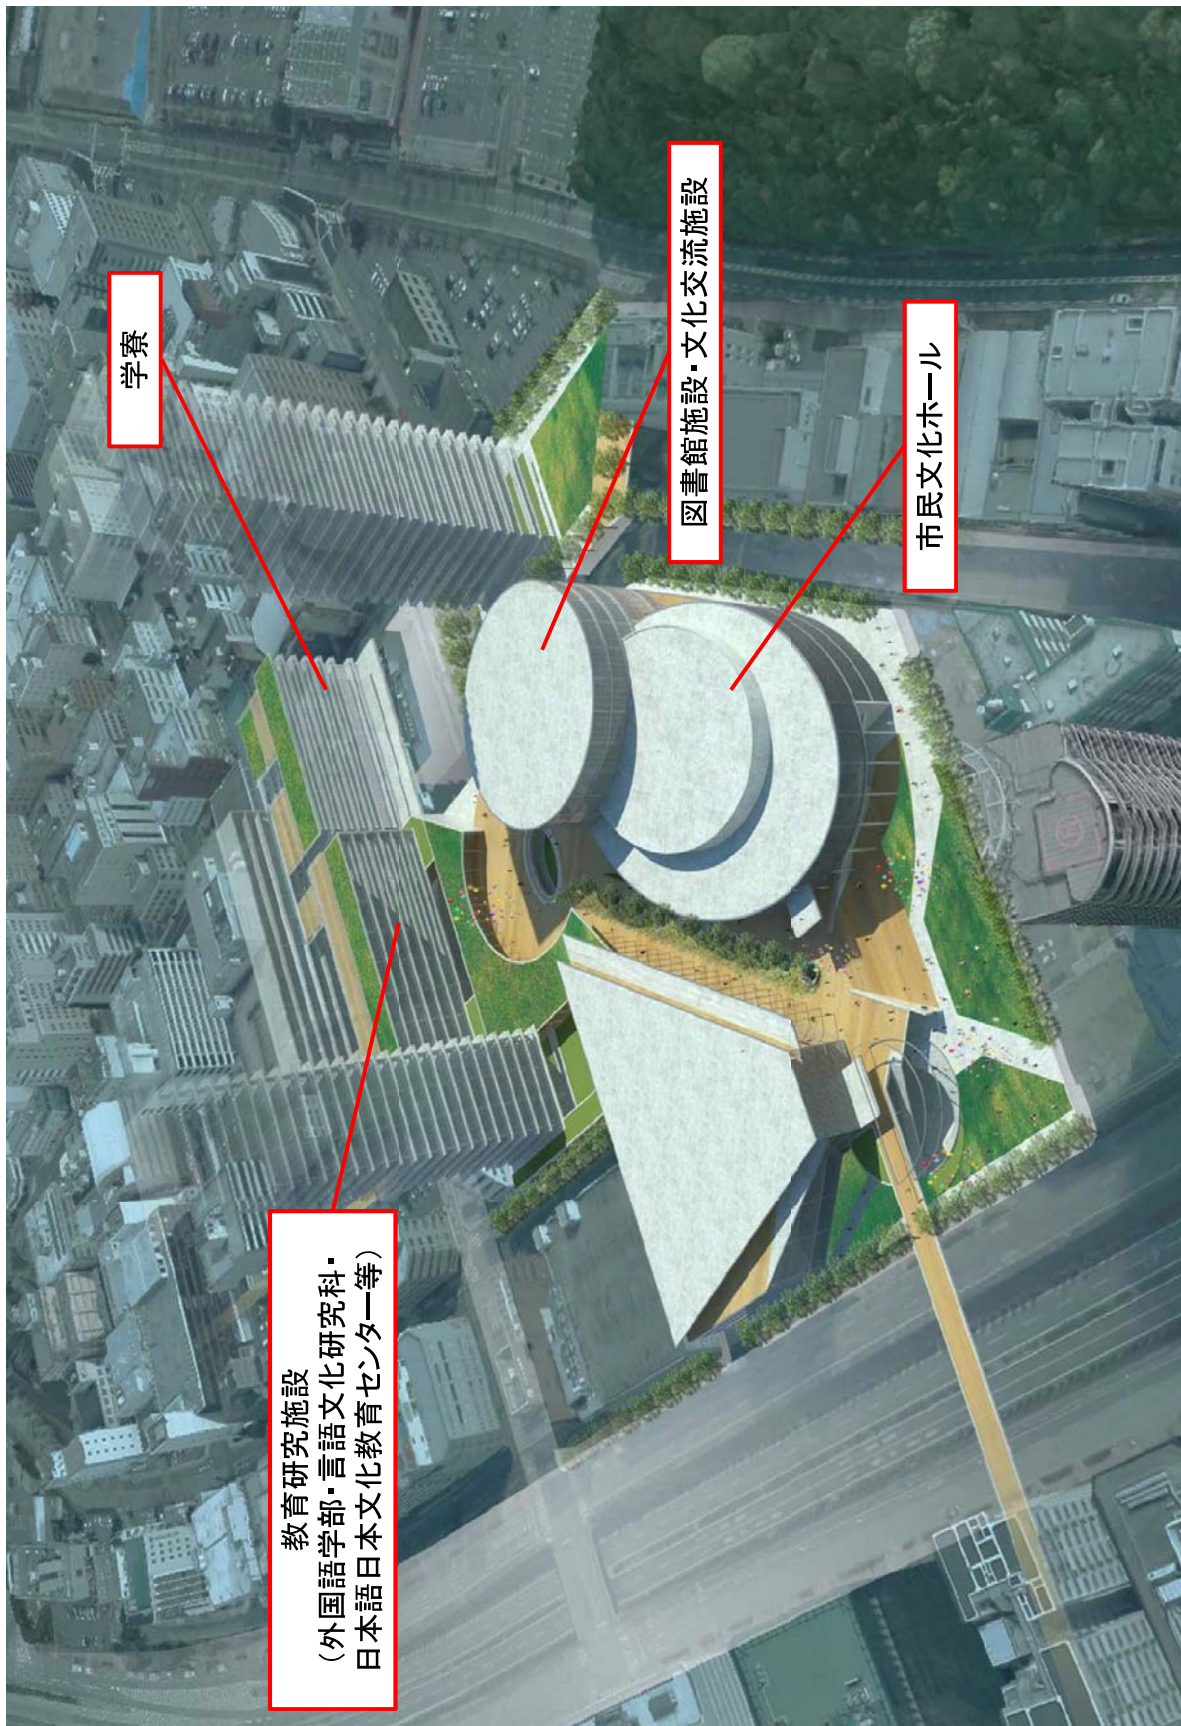 学寮
図書館施設・文化交流施設
市民文化ホール
教育研究施設
（外国語学部・言語文化研究科・
日本語日本文化教育センター等）